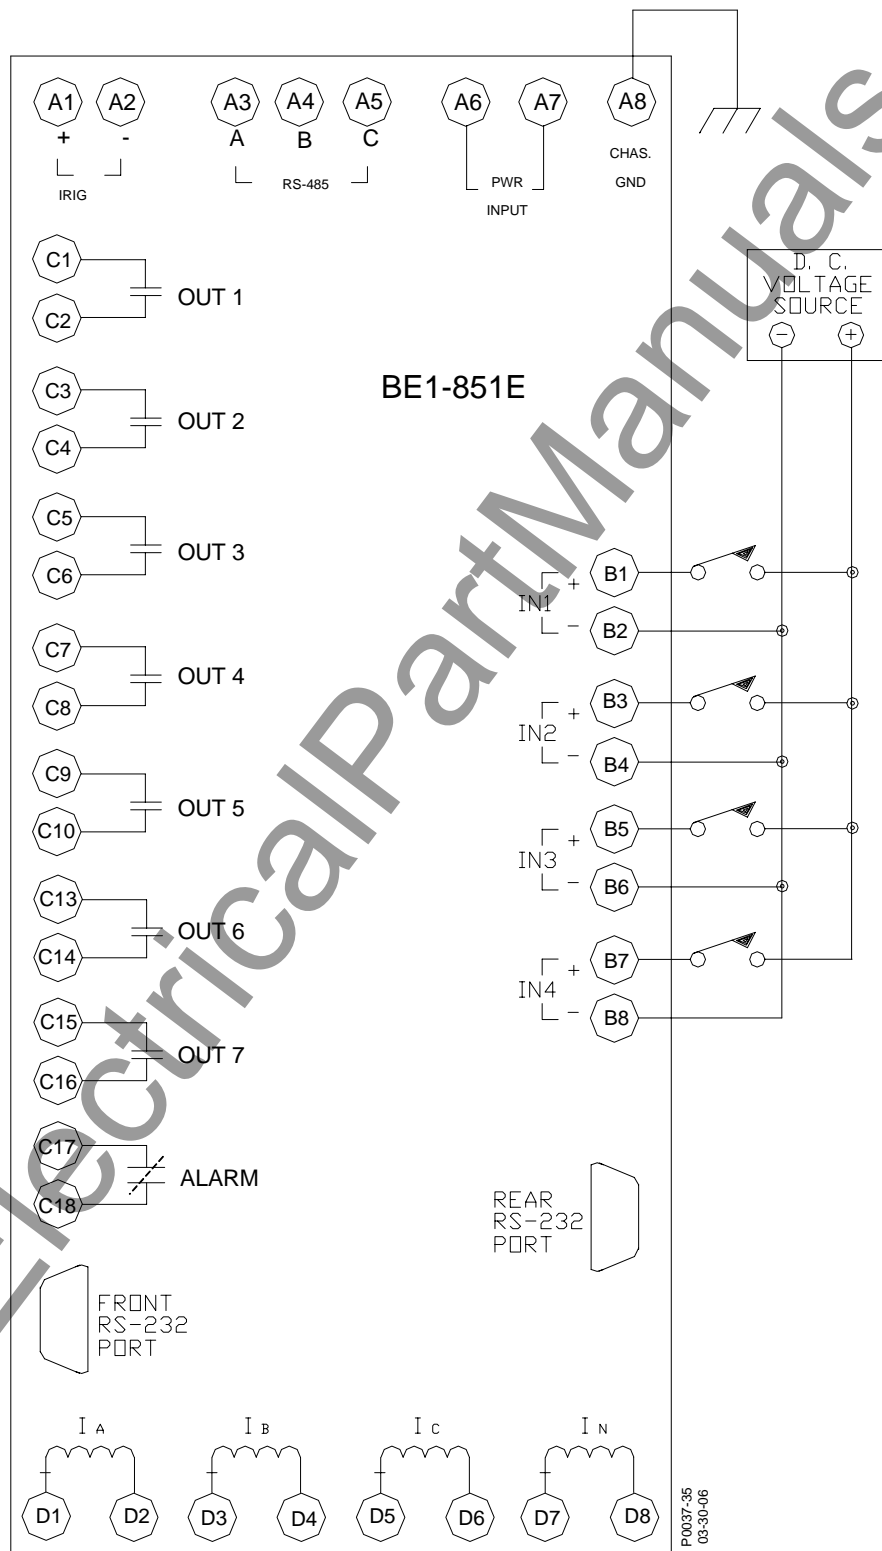 A1 A2 A3 A4 A5 A6 A7 A8
+ - A B C
CHAS.
GND
IRIG
RS-485
PWR
INPUT
D. C.
VOLTAGE
SOURCE
- +
C1
C2
OUT 1
BE1-851E
C3
C4
OUT 2
C5
C6
OUT 3
B1
B2
IN1
+
-
C7
C8
OUT 4
B3
B4
IN2
+
-
C9
C10
OUT 5
B5
B6
IN3
+
-
C13
C14
OUT 6
B7
B8
IN4
+
-
C15
C16
OUT 7
C17
C18
ALARM
REAR
RS-232
PORT
FRONT
RS-232
PORT
I A
I B
I C
I N
D1 D2 D3 D4 D5 D6 D7 D8
P0037-35
03-30-06
ElectricalPartManuals